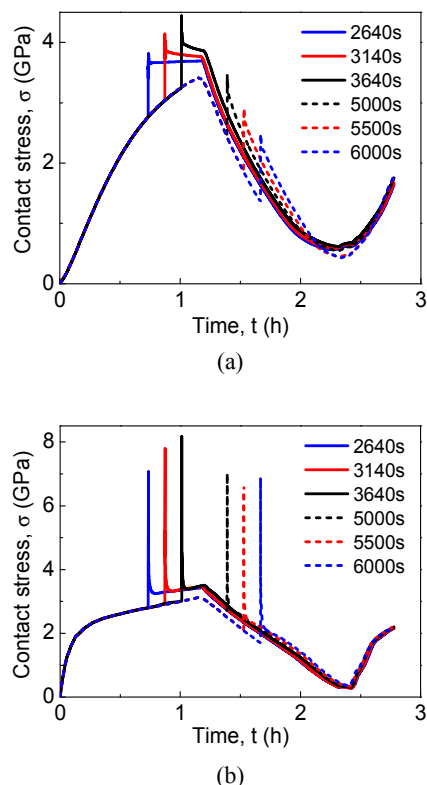 Contact stress, σ (GPa)
4
2
0
2640s
3140s
3640s
5000s
5500s
6000s
0
1
2
3
Time, t (h)
(a)
Contact stress, σ (GPa)
8
6
4
2
0
2640s
3140s
3640s
5000s
5500s
6000s
0
1
2
3
Time, t (h)
(b)